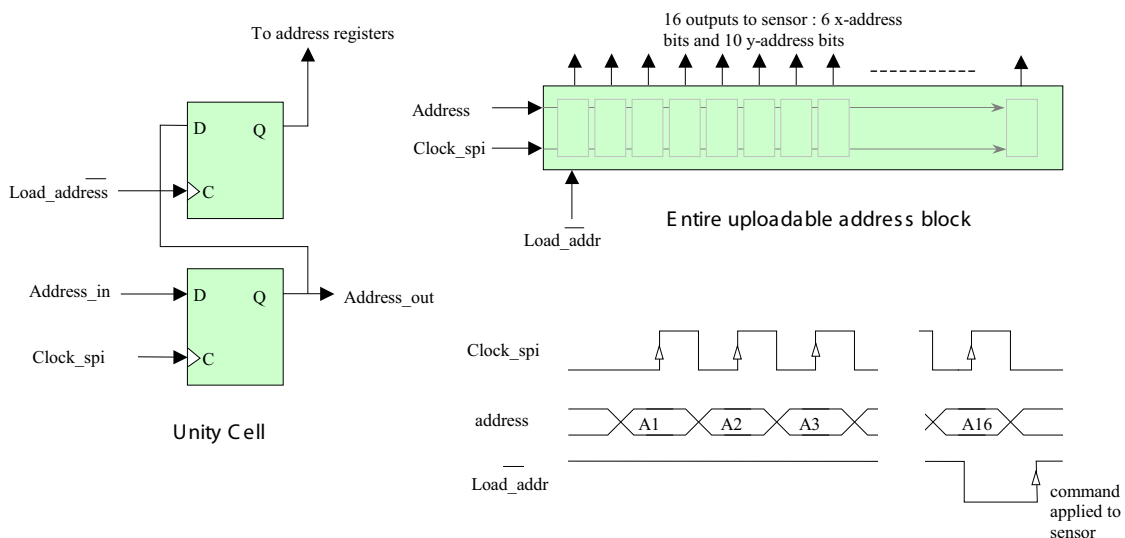 To address registers
D
Q
Load_address
C
Address_in
D
Q
Address_out
Clock_spi
C
Unity Cell
16 outputs to sensor : 6 x-address
bits and 10 y-address bits
Address
Clock_spi
Load_addr
Entire uploadable address block
Clock_spi
address
A1
A2
A3
A16
Load_addr
command
applied to
sensor